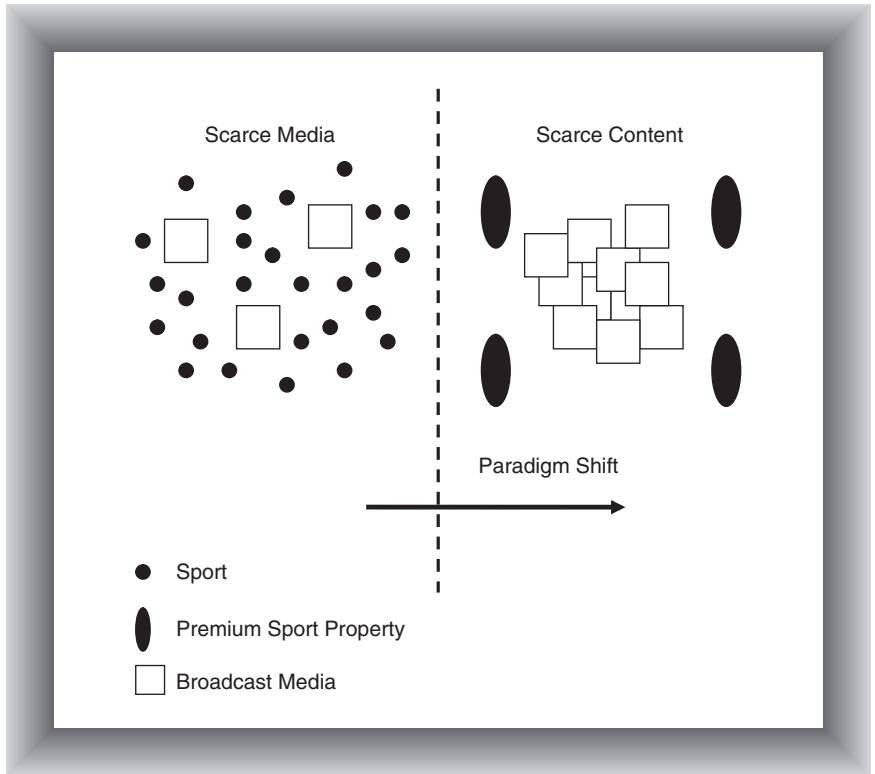 Scarce Media
Scarce Content
Paradigm Shift
Sport
Premium Sport Property
Broadcast Media